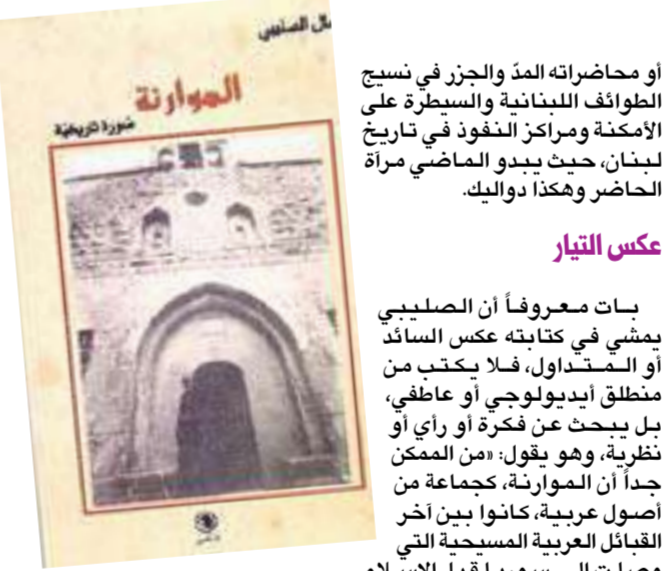 كمال الصليبي
الموارنة
صورة تاريخية
أو محاضراته المدّ والجزر في نسيج
الطوائف اللبنانية والسيطرة على
الأمكنة ومراكز النفوذ في تاريخ
لبنان، حيث يبدو الماضي مرآة
الحاضر وهكذا دواليك.
عكس التيار
بات معروفاً أن الصليبي
يمشي في كتابته عكس السائد
أو المتداول، فلا يكتب من
منطلق أيديولوجي أو عاطفي،
بل يبحث عن فكرة أو رأي أو
نظرية، وهو يقول: «من الممكن
جداً أن الموارنة، كجماعة من
أصول عربية، كانوا بين آخر
القبائل العربية المسيحية التي